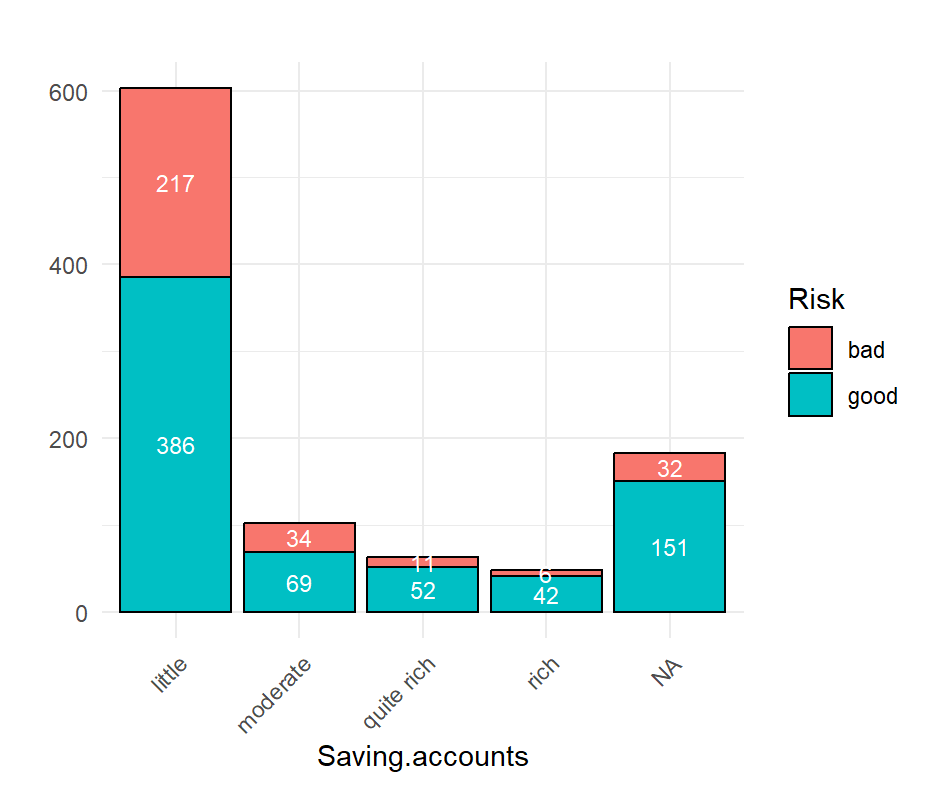 600
400
200
0
217
386
34
69
11
52
6
42
32
151
little
moderate
quite rich
rich
NA
Saving.accounts
Risk
bad
good